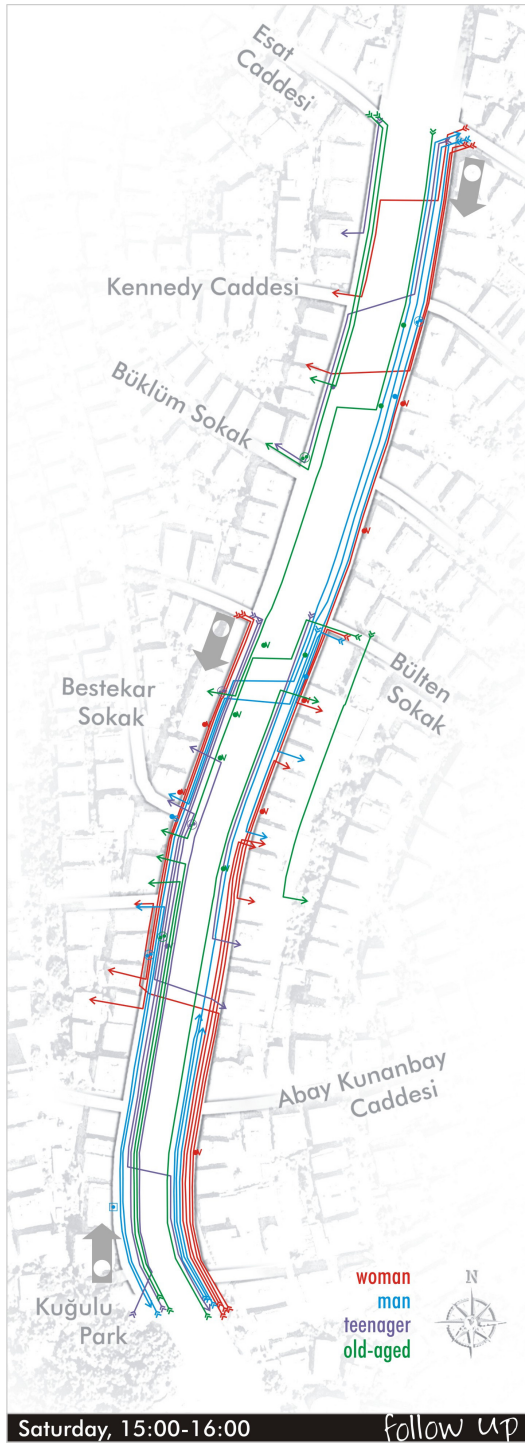 Esat
Caddesi
Kennedy Caddesi
Büklüm Sokak
Bestekar
Sokak
Bülten
Sokak
Abay Kunanbay
Caddesi
Kuğulu
Park
woman
man
teenager
old-aged
N
Saturday, 15:00-16:00
follow up